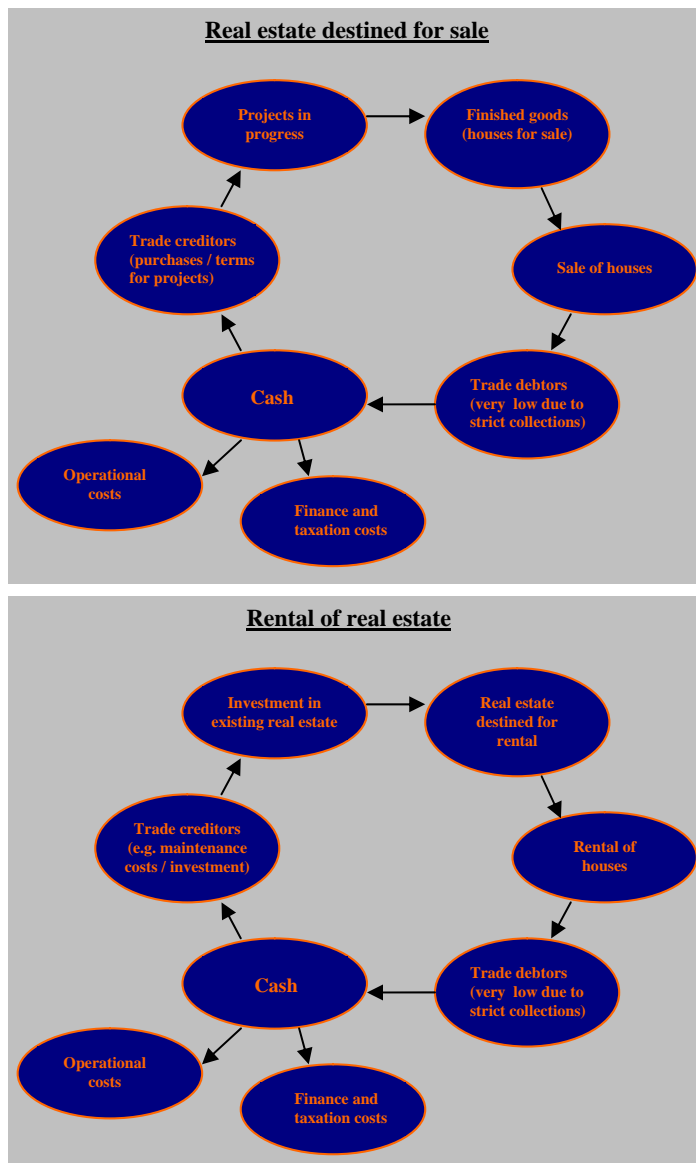 Real estate destined for sale
Projects in
progress
Finished goods
(houses for sale)
Trade creditors
(purchases / terms
for projects)
Sale of houses
Cash
Trade debtors
(very low due to
strict collections)
Operational
costs
Finance and
taxation costs
Rental of real estate
Investment in
existing real estate
Real estate
destined for
rental
Trade creditors
(e.g. maintenance
costs / investment)
Rental of
houses
Cash
Trade debtors
(very low due to
strict collections)
Operational
costs
Finance and
taxation costs